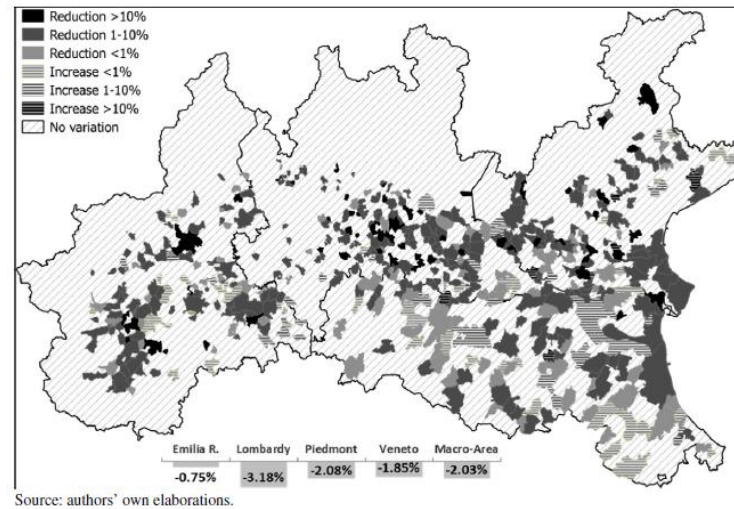 Reduction >10%
Reduction 1-10%
Reduction <1%
Increase <1%
Increase 1-10%
Increase >10%
No variation
Emilia R. Lombardy Piedmont Veneto Macro-Area
-0.75% -3.18% -2.08% -1.85% -2.03%
Source: authors' own elaborations.